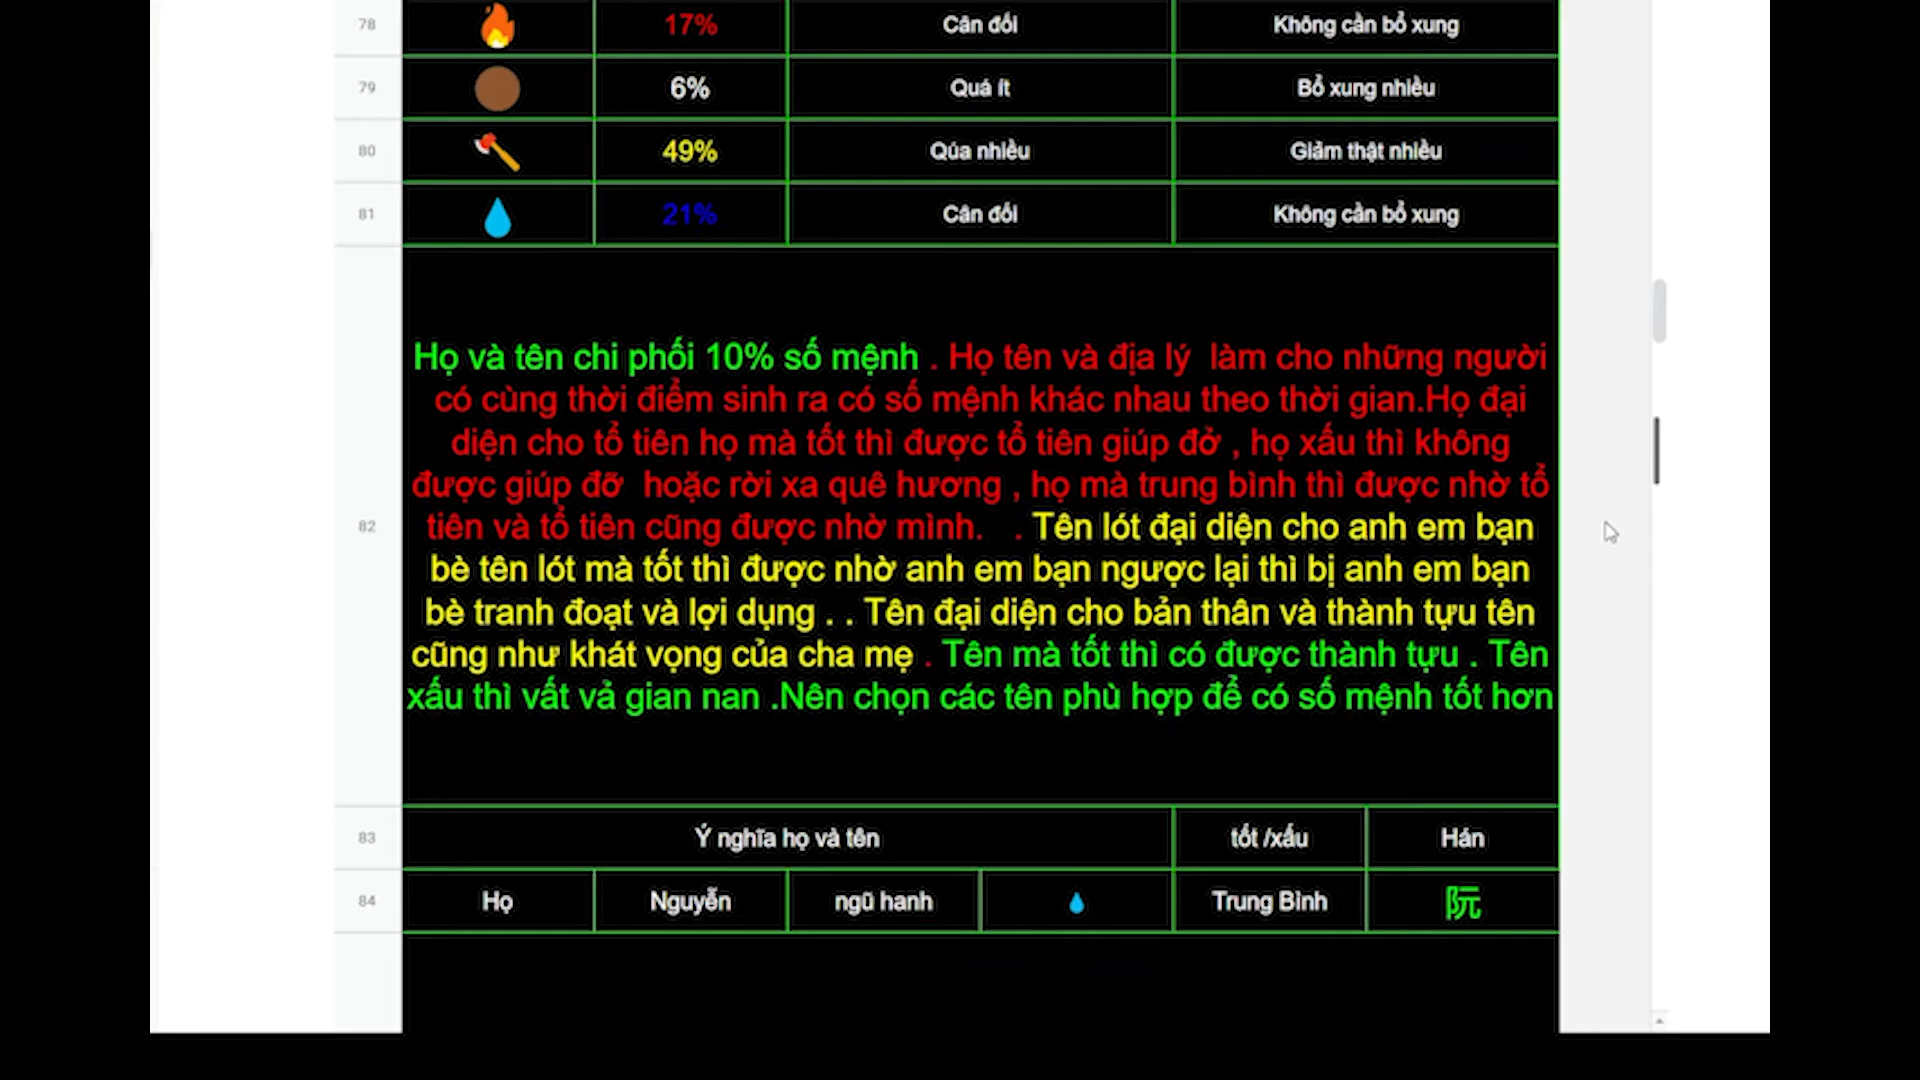 78 17% Cân đối Không cần bổ xung
79 6% Quá ít Bổ xung nhiều
80 49% Qúa nhiều Giảm thật nhiều
81 21% Cân đối Không cần bổ xung
Họ và tên chi phối 10% số mệnh . Họ tên và địa lý làm cho những người
có cùng thời điểm sinh ra có số mệnh khác nhau theo thời gian.Họ đại
diện cho tổ tiên họ mà tốt thì được tổ tiên giúp đở , họ xấu thì không
được giúp đỡ hoặc rời xa quê hương , họ mà trung bình thì được nhờ tổ
82 tiên và tổ tiên cũng được nhờ mình. . Tên lót đại diện cho anh em bạn
bè tên lót mà tốt thì được nhờ anh em bạn ngược lại thì bị anh em bạn
bè tranh đoạt và lợi dụng . . Tên đại diện cho bản thân và thành tựu tên
cũng như khát vọng của cha mẹ . Tên mà tốt thì có được thành tựu . Tên
xấu thì vất vả gian nan .Nên chọn các tên phù hợp để có số mệnh tốt hơn
83 Ý nghĩa họ và tên tốt /xấu Hán
84 Họ Nguyễn ngũ hanh Trung Bình 阮